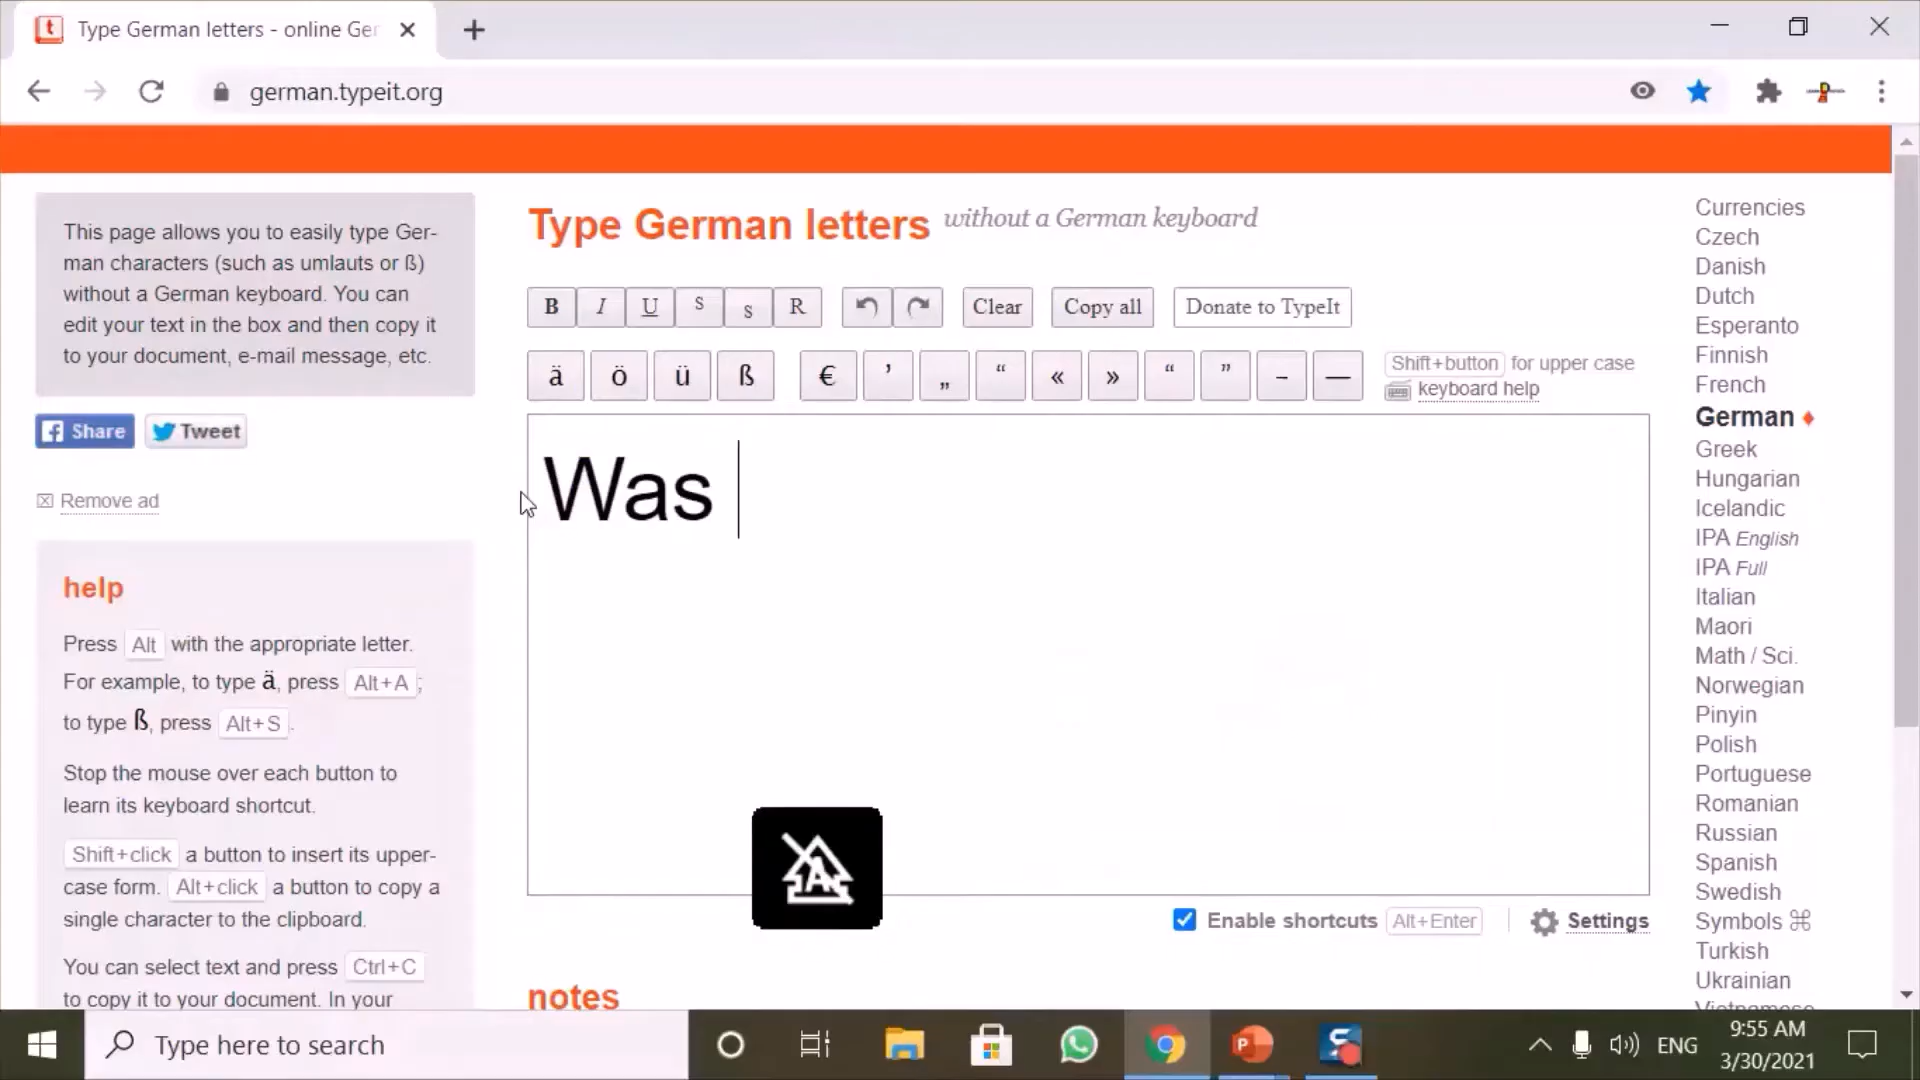 Type German letters - online Ger
german.typeit.org
This page allows you to easily type Ger-
man characters (such as umlauts or ß)
without a German keyboard. You can
edit your text in the box and then copy it
to your document, e-mail message, etc.
Share
Tweet
Remove ad
help
Press Alt with the appropriate letter.
For example, to type ä, press Alt+A;
to type ß, press Alt+S.
Stop the mouse over each button to
learn its keyboard shortcut.
Shift+click a button to insert its upper-
case form. Alt+click a button to copy a
single character to the clipboard.
You can select text and press Ctrl+C
to copy it to your document. In your
Type German letters without a German keyboard
B I U S S R Clear Copy all Donate to TypeIt
ä ö ü ß € ’ „ “ « » “ ” – —
Shift+button for upper case
keyboard help
Was
A
Enable shortcuts Alt+Enter Settings
notes
Currencies
Czech
Danish
Dutch
Esperanto
Finnish
French
German
Greek
Hungarian
Icelandic
IPA English
IPA Full
Italian
Maori
Math / Sci.
Norwegian
Pinyin
Polish
Portuguese
Romanian
Russian
Spanish
Swedish
Symbols ⌘
Turkish
Ukrainian
Vietnamese
Type here to search
ENG
9:55 AM
3/30/2021